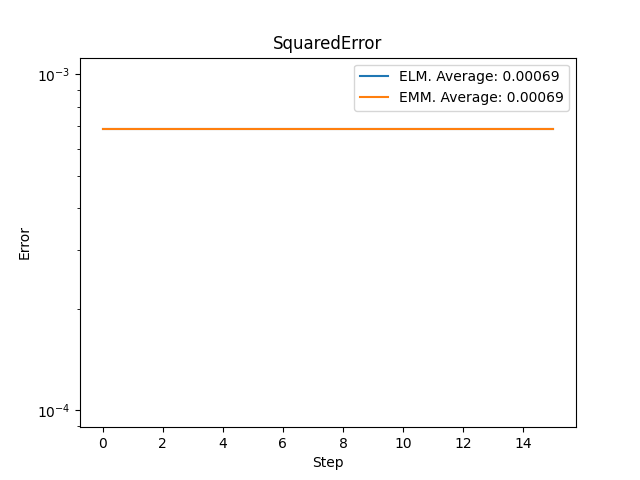 SquaredError
10⁻³
ELM. Average: 0.00069
EMM. Average: 0.00069
Error
10⁻⁴
0 2 4 6 8 10 12 14
Step